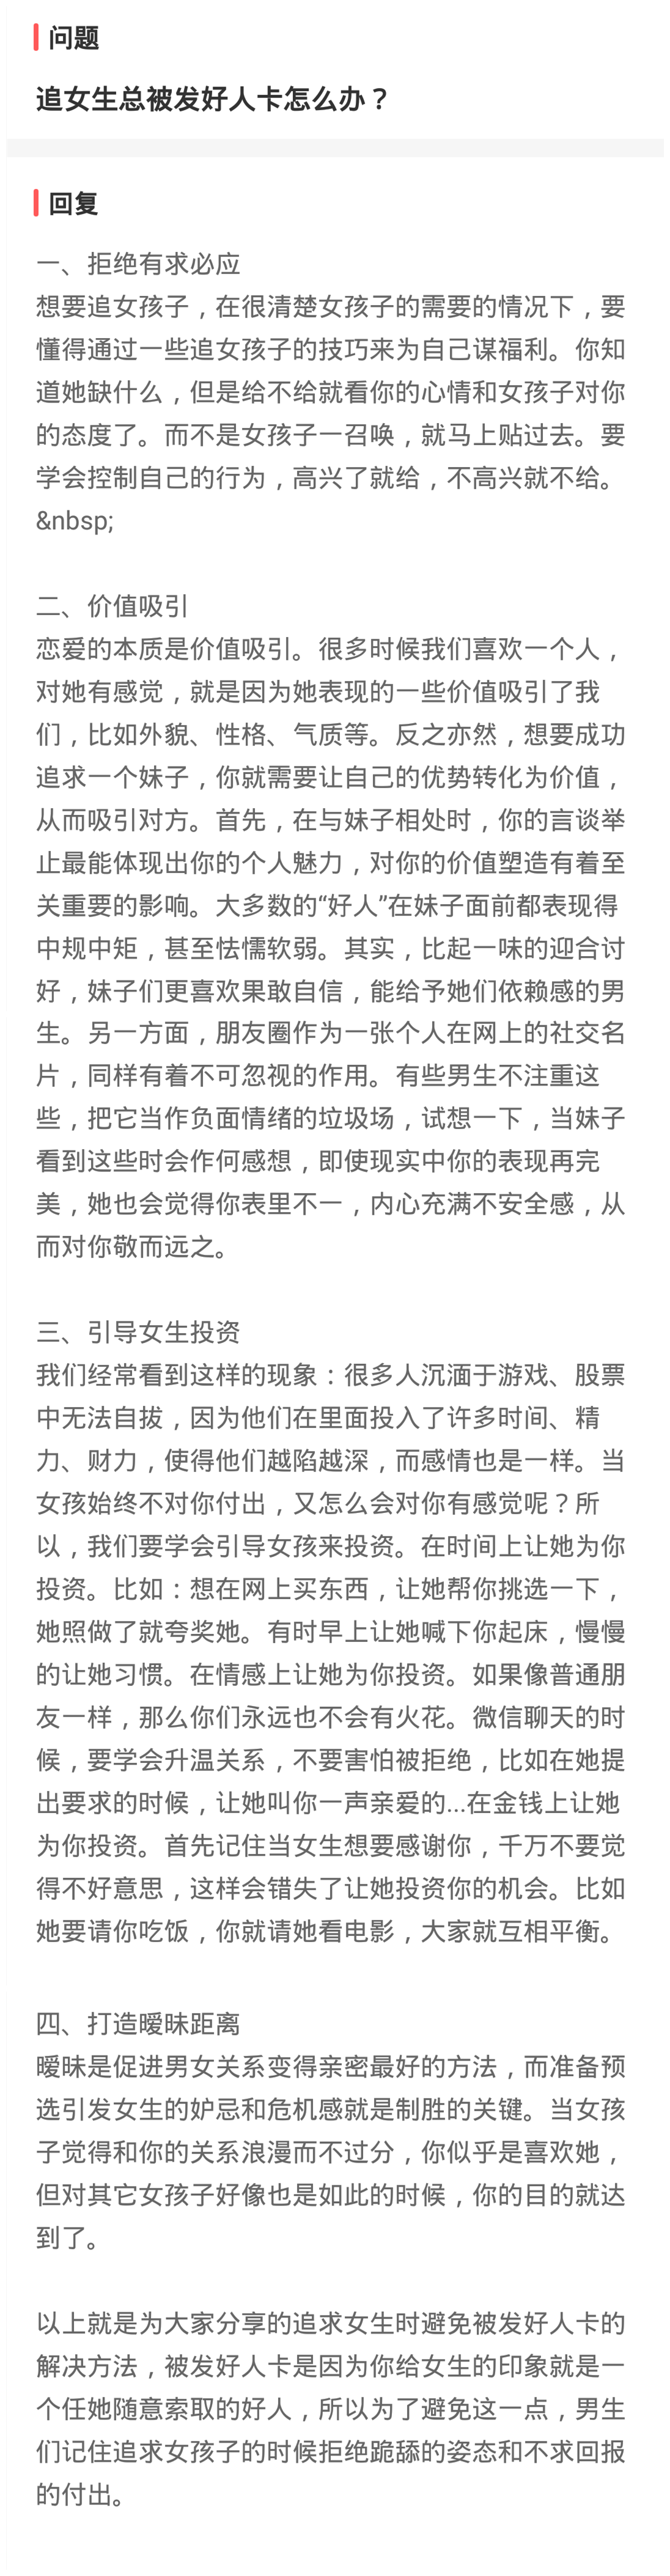 问题
追女生总被发好人卡怎么办？
回复
一、拒绝有求必应
想要追女孩子，在很清楚女孩子的需要的情况下，要
懂得通过一些追女孩子的技巧来为自己谋福利。你知
道她缺什么，但是给不给就看你的心情和女孩子对你
的态度了。而不是女孩子一召唤，就马上贴过去。要
学会控制自己的行为，高兴了就给，不高兴就不给。
&nbsp;
二、价值吸引
恋爱的本质是价值吸引。很多时候我们喜欢一个人，
对她有感觉，就是因为她表现的一些价值吸引了我
们，比如外貌、性格、气质等。反之亦然，想要成功
追求一个妹子，你就需要让自己的优势转化为价值，
从而吸引对方。首先，在与妹子相处时，你的言谈举
止最能体现出你的个人魅力，对你的价值塑造有着至
关重要的影响。大多数的“好人”在妹子面前都表现得
中规中矩，甚至怯懦软弱。其实，比起一味的迎合讨
好，妹子们更喜欢果敢自信，能给予她们依赖感的男
生。另一方面，朋友圈作为一张个人在网上的社交名
片，同样有着不可忽视的作用。有些男生不注重这
些，把它当作负面情绪的垃圾场，试想一下，当妹子
看到这些时会作何感想，即使现实中你的表现再完
美，她也会觉得你表里不一，内心充满不安全感，从
而对你敬而远之。
三、引导女生投资
我们经常看到这样的现象：很多人沉湎于游戏、股票
中无法自拔，因为他们在里面投入了许多时间、精
力、财力，使得他们越陷越深，而感情也是一样。当
女孩始终不对你付出，又怎么会对你有感觉呢？所
以，我们要学会引导女孩来投资。在时间上让她为你
投资。比如：想在网上买东西，让她帮你挑选一下，
她照做了就夸奖她。有时早上让她喊下你起床，慢慢
的让她习惯。在情感上让她为你投资。如果像普通朋
友一样，那么你们永远也不会有火花。微信聊天的时
候，要学会升温关系，不要害怕被拒绝，比如在她提
出要求的时候，让她叫你一声亲爱的...在金钱上让她
为你投资。首先记住当女生想要感谢你，千万不要觉
得不好意思，这样会错失了让她投资你的机会。比如
她要请你吃饭，你就请她看电影，大家就互相平衡。
四、打造暧昧距离
暧昧是促进男女关系变得亲密最好的方法，而准备预
选引发女生的妒忌和危机感就是制胜的关键。当女孩
子觉得和你的关系浪漫而不过分，你似乎是喜欢她，
但对其它女孩子好像也是如此的时候，你的目的就达
到了。
以上就是为大家分享的追求女生时避免被发好人卡的
解决方法，被发好人卡是因为你给女生的印象就是一
个任她随意索取的好人，所以为了避免这一点，男生
们记住追求女孩子的时候拒绝跪舔的姿态和不求回报
的付出。